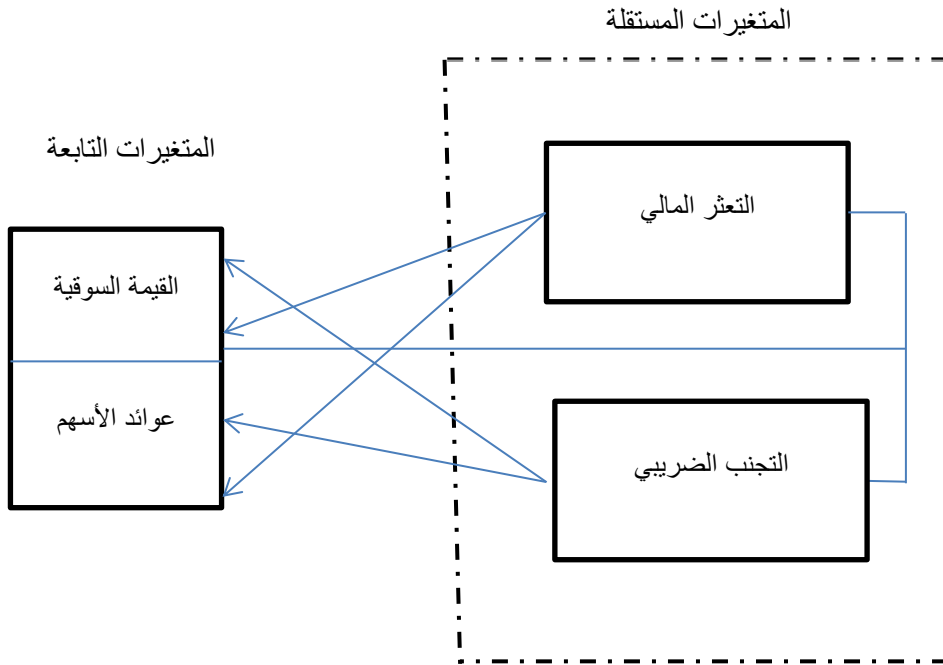 المتغيرات المستقلة
المتغيرات التابعة
التعثر المالي
القيمة السوقية
عوائد الأسهم
التجنب الضريبي